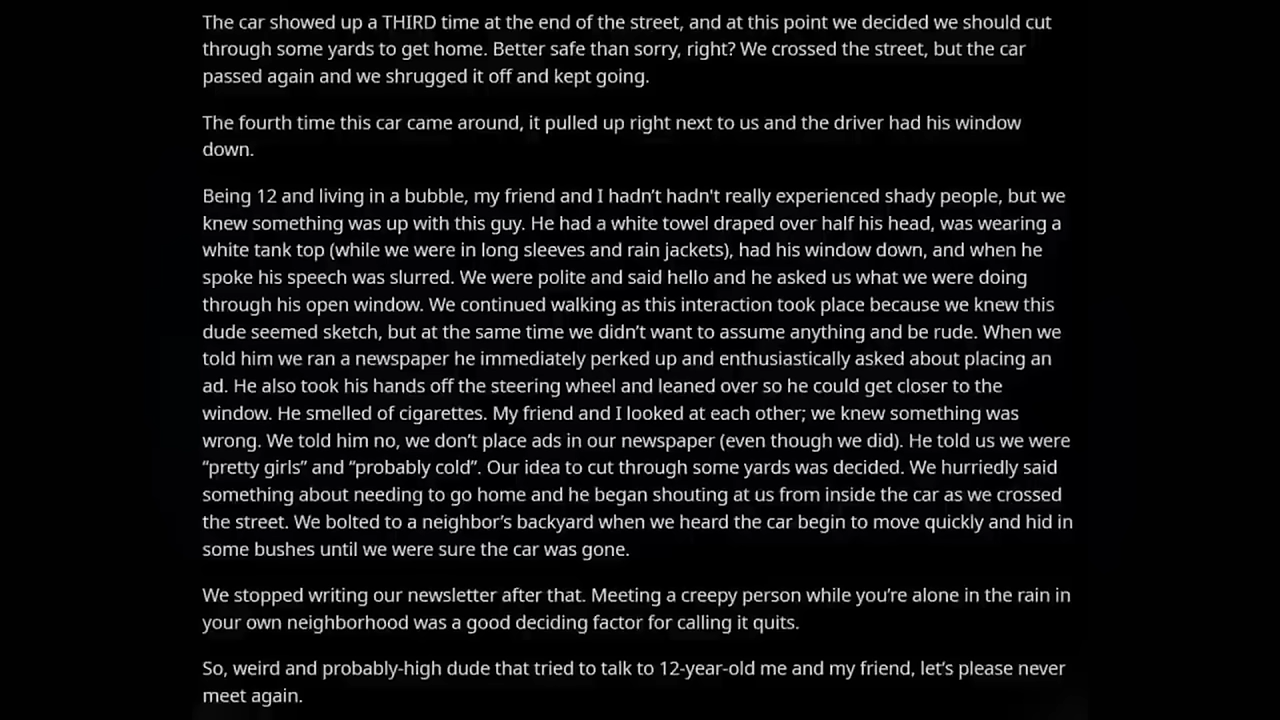 The car showed up a THIRD time at the end of the street, and at this point we decided we should cut
through some yards to get home. Better safe than sorry, right? We crossed the street, but the car
passed again and we shrugged it off and kept going.
The fourth time this car came around, it pulled up right next to us and the driver had his window
down.
Being 12 and living in a bubble, my friend and I hadn’t hadn't really experienced shady people, but we
knew something was up with this guy. He had a white towel draped over half his head, was wearing a
white tank top (while we were in long sleeves and rain jackets), had his window down, and when he
spoke his speech was slurred. We were polite and said hello and he asked us what we were doing
through his open window. We continued walking as this interaction took place because we knew this
dude seemed sketch, but at the same time we didn’t want to assume anything and be rude. When we
told him we ran a newspaper he immediately perked up and enthusiastically asked about placing an
ad. He also took his hands off the steering wheel and leaned over so he could get closer to the
window. He smelled of cigarettes. My friend and I looked at each other; we knew something was
wrong. We told him no, we don’t place ads in our newspaper (even though we did). He told us we were
“pretty girls” and “probably cold”. Our idea to cut through some yards was decided. We hurriedly said
something about needing to go home and he began shouting at us from inside the car as we crossed
the street. We bolted to a neighbor’s backyard when we heard the car begin to move quickly and hid in
some bushes until we were sure the car was gone.
We stopped writing our newsletter after that. Meeting a creepy person while you’re alone in the rain in
your own neighborhood was a good deciding factor for calling it quits.
So, weird and probably-high dude that tried to talk to 12-year-old me and my friend, let’s please never
meet again.